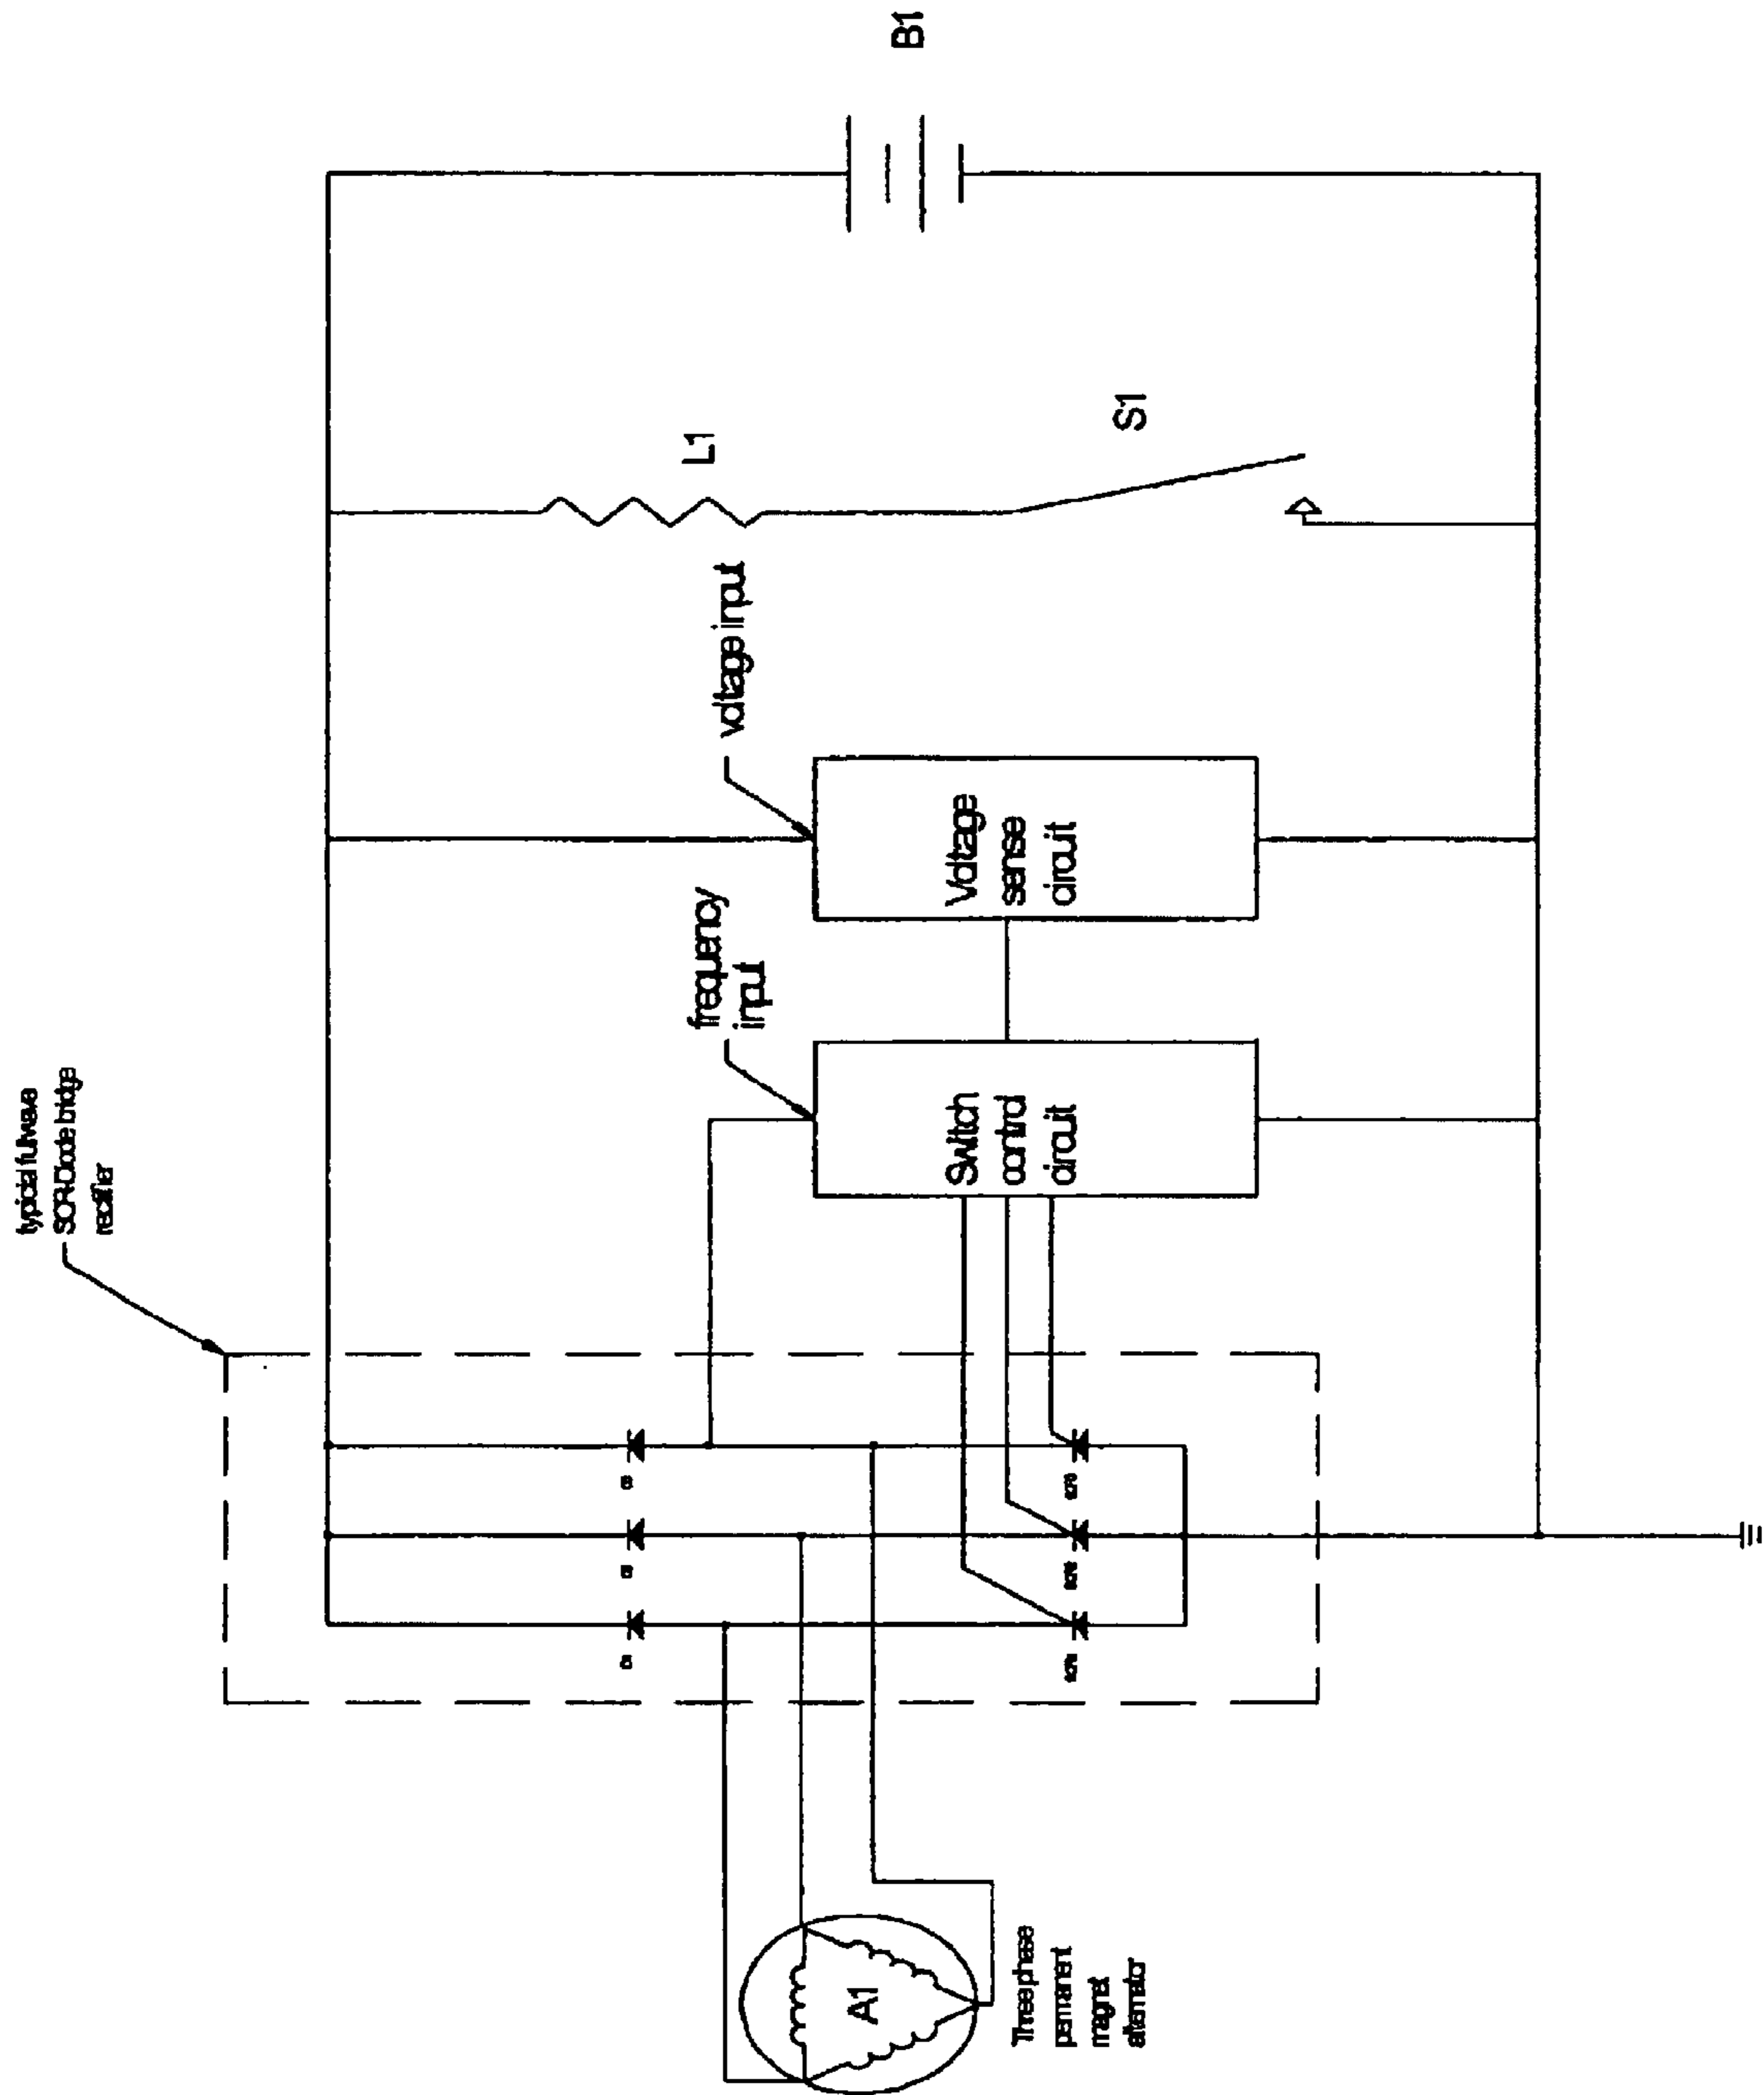 typical fullwave
SCR-Diode bridge
rectifier
frequency
input
voltage input
L1
S1
B1
Switch
control
circuit
Voltage
sense
circuit
A1
Three phase
permanent
magnet
alternator